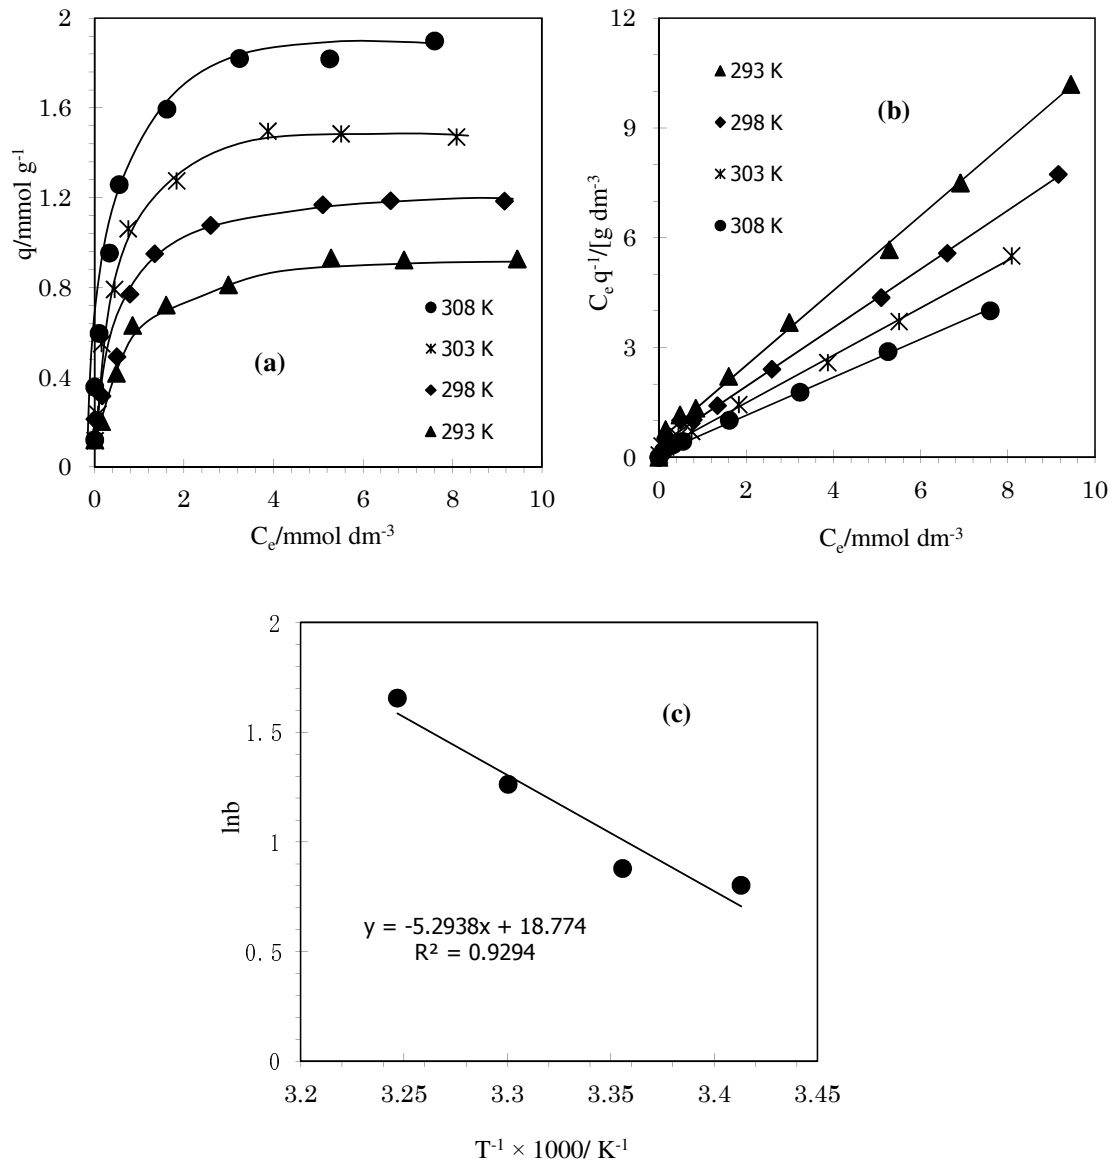 2
1.6
1.2
0.8
0.4
0
q/mmol g⁻¹
(a)
308 K
303 K
298 K
293 K
0 2 4 6 8 10
Cₑ/mmol dm⁻³
12
9
6
3
0
Cₑ q⁻¹/[g dm⁻³
293 K
298 K
303 K
308 K
(b)
0 2 4 6 8 10
Cₑ/mmol dm⁻³
2
1.5
1
0.5
0
lnb
(c)
y = -5.2938x + 18.774
R² = 0.9294
3.2 3.25 3.3 3.35 3.4 3.45
T⁻¹ × 1000/ K⁻¹